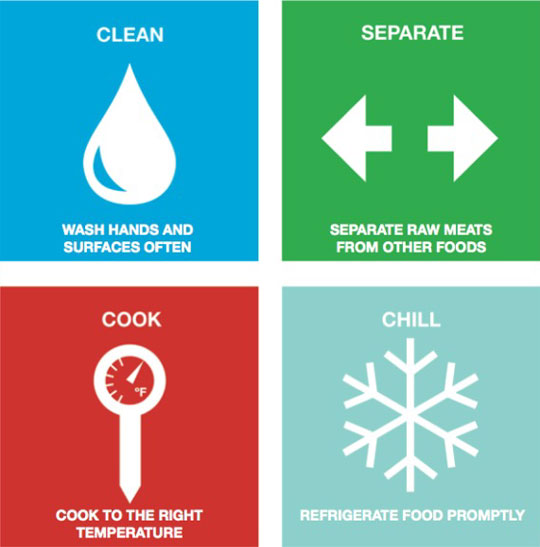 CLEAN
WASH HANDS AND
SURFACES OFTEN
SEPARATE
SEPARATE RAW MEATS
FROM OTHER FOODS
COOK
°F
COOK TO THE RIGHT
TEMPERATURE
CHILL
REFRIGERATE FOOD PROMPTLY